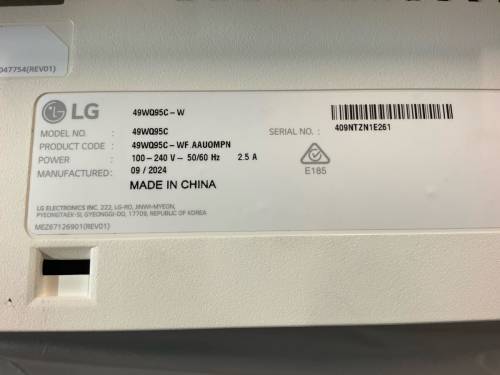 047754(REV01)
LG
49WQ95C-W
MODEL NO. : 49WQ95C
PRODUCT CODE : 49WQ95C-WF.AAUOMPN
POWER : 100-240 V~ 50/60 Hz 2.5 A
MANUFACTURED: 09 / 2024
MADE IN CHINA
SERIAL NO. : 409NTZN1E261
E185
LG ELECTRONICS INC. 222, LG-RO, JINWI-MYEON,
PYEONGTAEK-SI, GYEONGGI-DO, 17709, REPUBLIC OF KOREA
MEZ67126901(REV01)